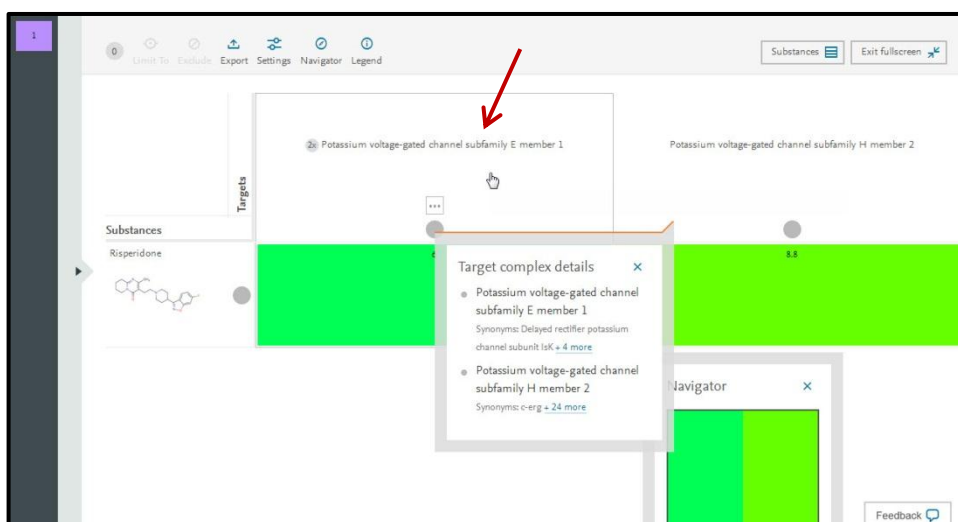 1
0 Limit To Exclude Export Settings Navigator Legend
Substances Exit fullscreen
2x Potassium voltage-gated channel subfamily E member 1
Potassium voltage-gated channel subfamily H member 2
Targets
Substances
Risperidone
8.8
Target complex details
Potassium voltage-gated channel
subfamily E member 1
Synonyms: Delayed rectifier potassium
channel subunit IsK + 4 more
Potassium voltage-gated channel
subfamily H member 2
Synonyms: c-erg + 24 more
Navigator
Feedback